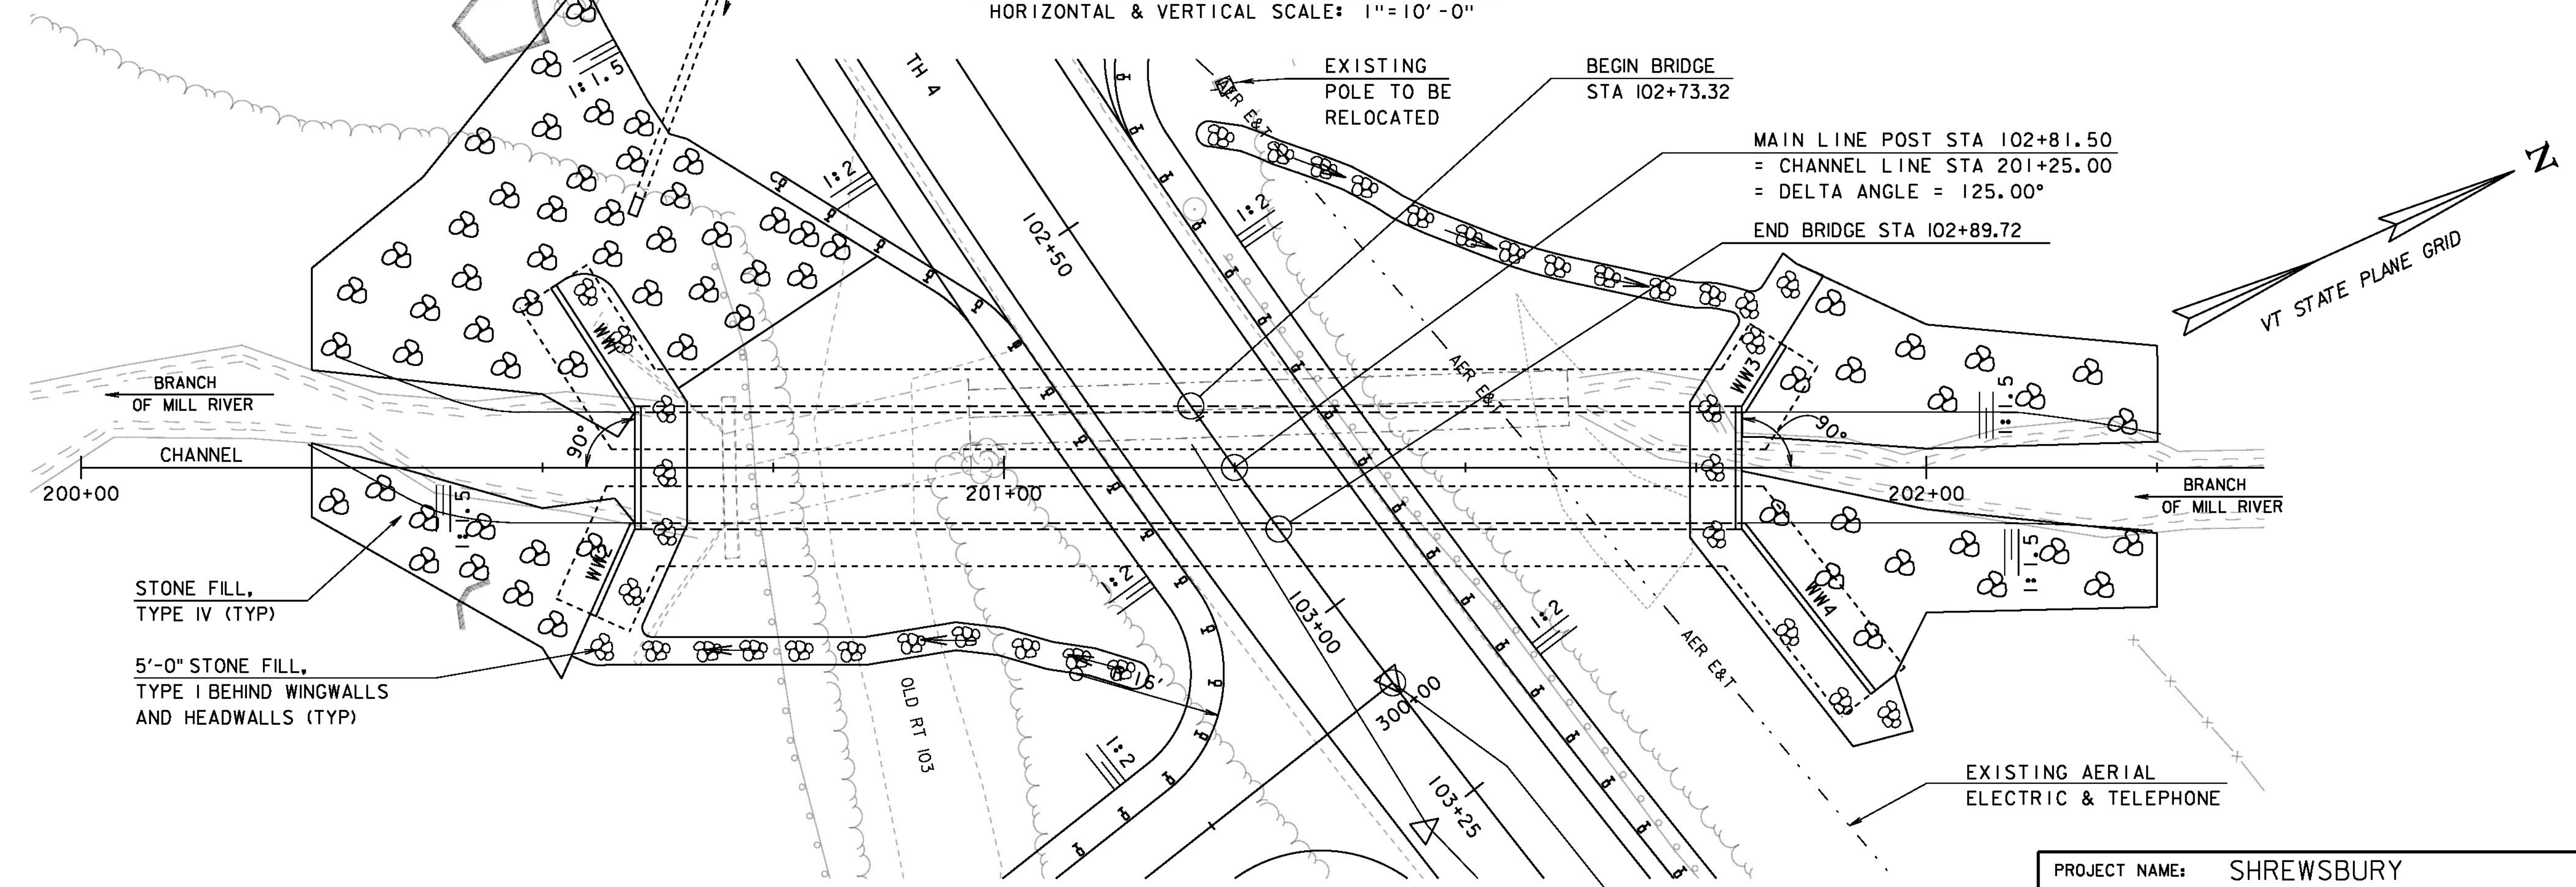 HORIZONTAL & VERTICAL SCALE: 1"=10'-0"
1:1.5
TH 4
AER E&T
EXISTING
POLE TO BE
RELOCATED
BEGIN BRIDGE
STA 102+73.32
MAIN LINE POST STA 102+81.50
= CHANNEL LINE STA 201+25.00
= DELTA ANGLE = 125.00°
END BRIDGE STA 102+89.72
N
VT STATE PLANE GRID
1:2
1:2
102+50
WW1
AER E&T
WW3
1:1.5
BRANCH
OF MILL RIVER
90°
90°
CHANNEL
200+00
201+00
202+00
BRANCH
OF MILL RIVER
1:1.5
WW2
1:1.5
WW4
STONE FILL,
TYPE IV (TYP)
1:2
103+00
1:2
AER E&T
5'-0" STONE FILL,
TYPE I BEHIND WINGWALLS
AND HEADWALLS (TYP)
OLD RT 103
300+00
1:2
103+25
EXISTING AERIAL
ELECTRIC & TELEPHONE
PROJECT NAME: SHREWSBURY